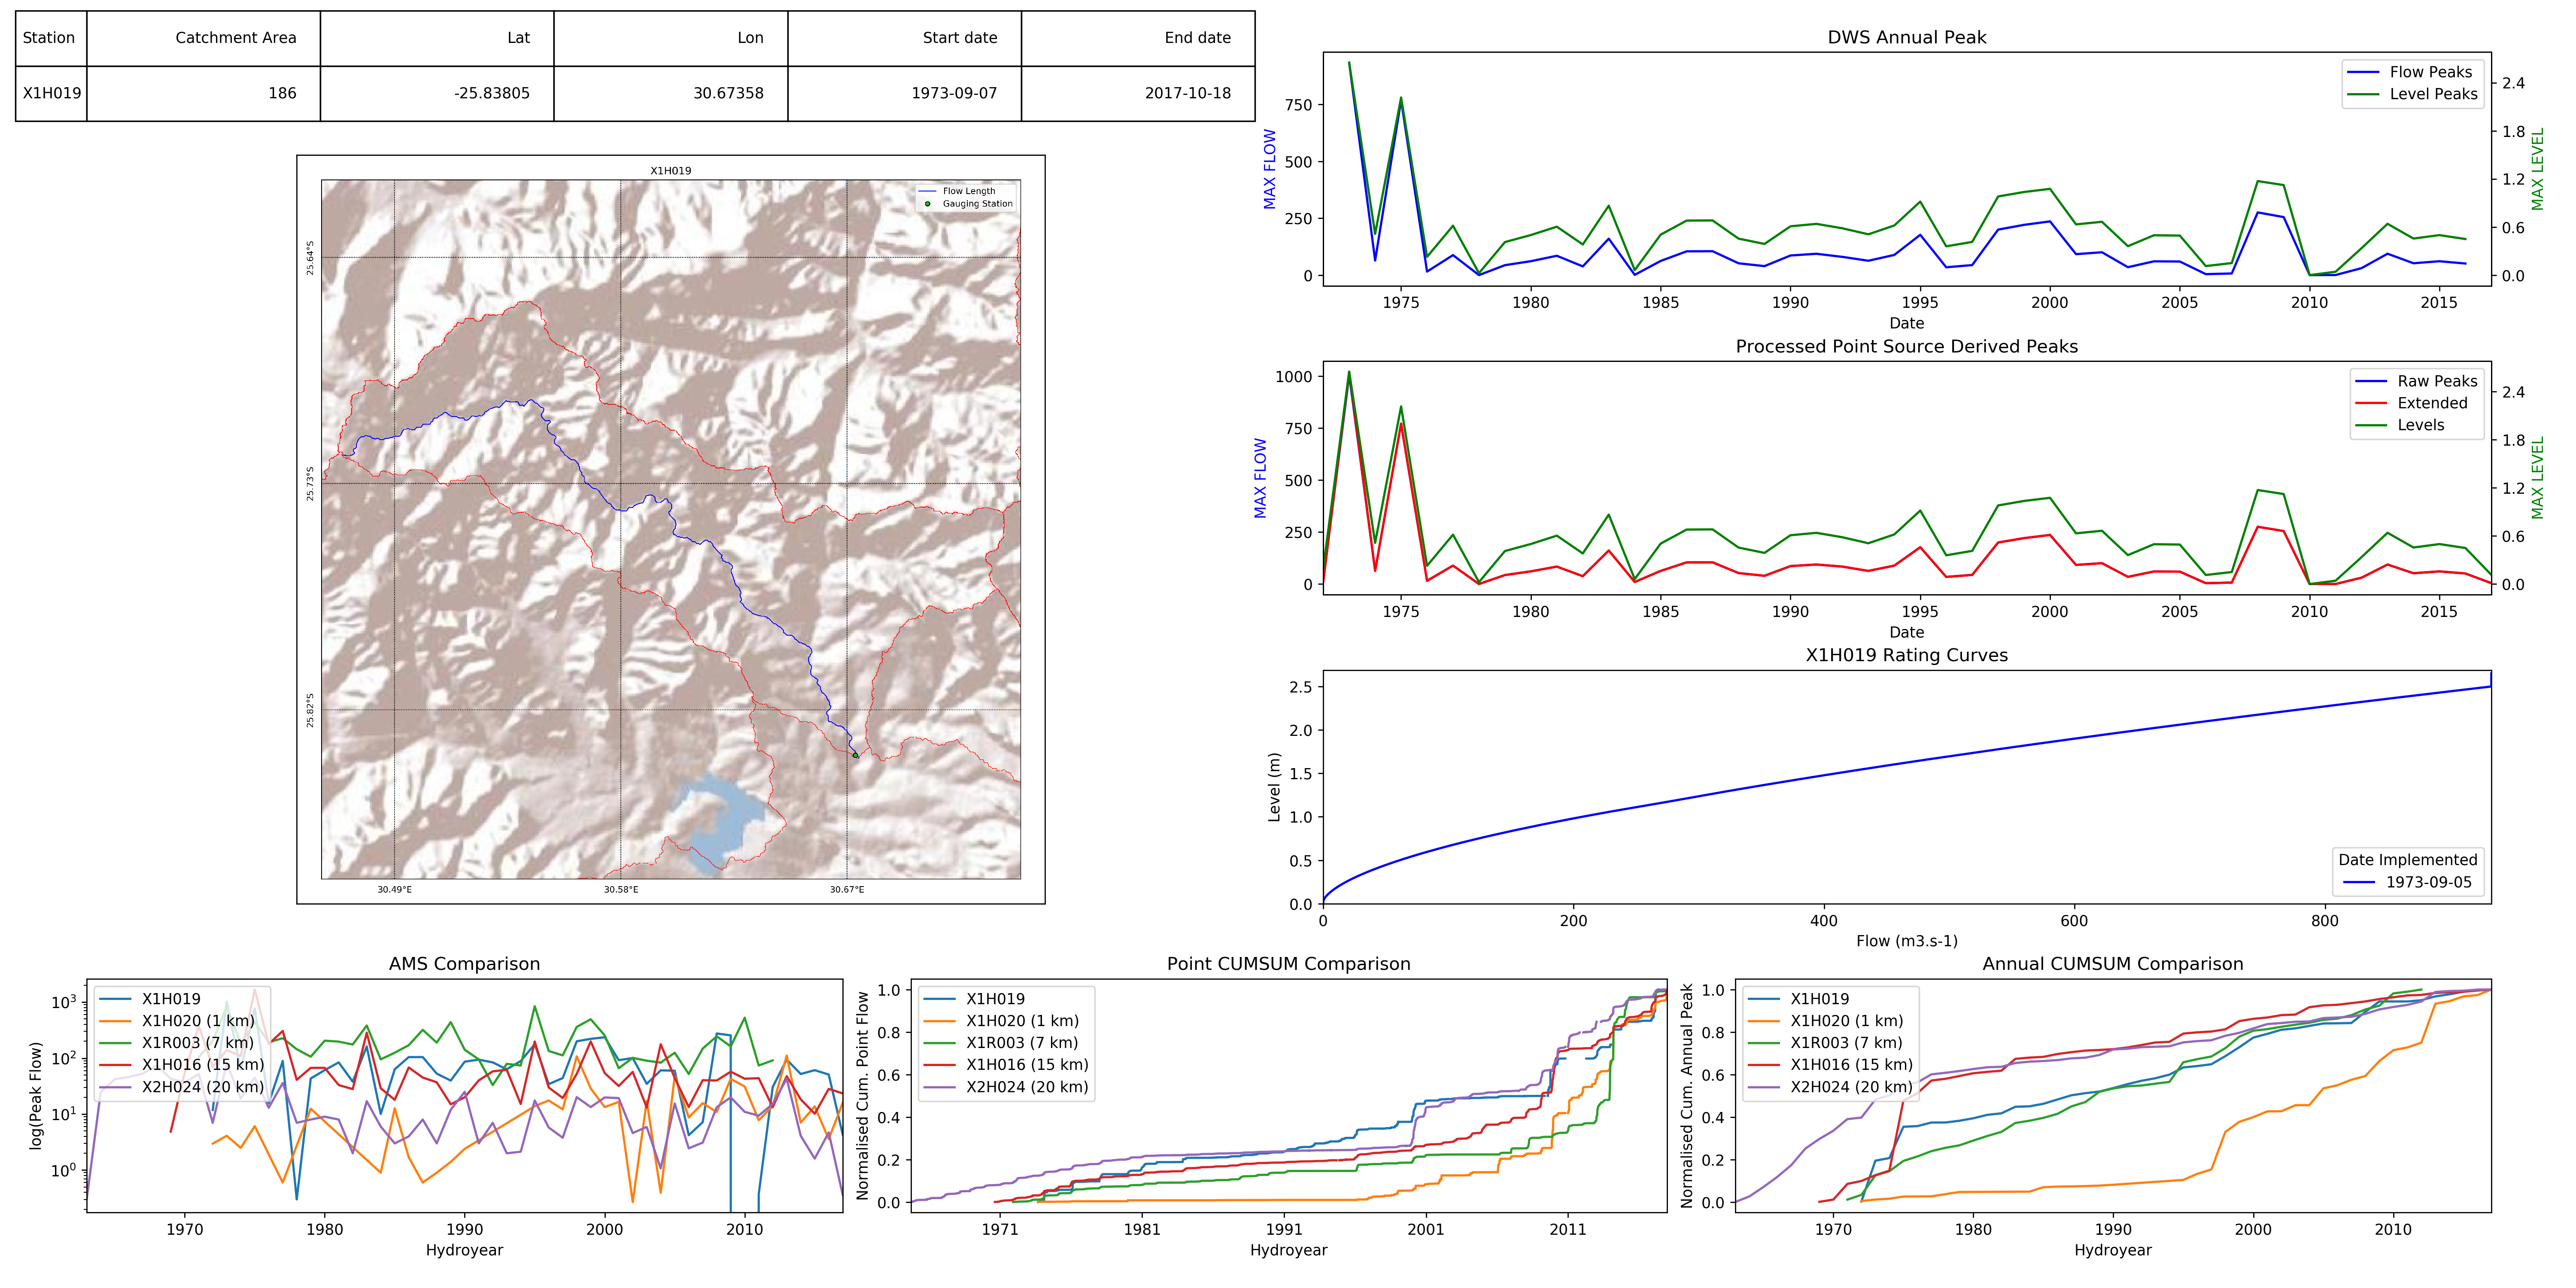 Station Catchment Area Lat Lon Start date End date
X1H019 186 -25.83805 30.67358 1973-09-07 2017-10-18
X1H019
Flow Length
Gauging Station
25.64°S
25.73°S
25.82°S
30.49°E 30.58°E 30.67°E
DWS Annual Peak
Flow Peaks
Level Peaks
MAX FLOW
750
500
250
0
2.4
1.8
1.2
0.6
0.0
MAX LEVEL
1975 1980 1985 1990 1995 2000 2005 2010 2015
Date
Processed Point Source Derived Peaks
Raw Peaks
Extended
Levels
MAX FLOW
1000
750
500
250
0
2.4
1.8
1.2
0.6
0.0
MAX LEVEL
1975 1980 1985 1990 1995 2000 2005 2010 2015
Date
X1H019 Rating Curves
Level (m)
2.5
2.0
1.5
1.0
0.5
0.0
Date Implemented
1973-09-05
0 200 400 600 800
Flow (m3.s-1)
AMS Comparison
X1H019
X1H020 (1 km)
X1R003 (7 km)
X1H016 (15 km)
X2H024 (20 km)
log(Peak Flow)
10³
10²
10¹
10⁰
1970 1980 1990 2000 2010
Hydroyear
Point CUMSUM Comparison
X1H019
X1H020 (1 km)
X1R003 (7 km)
X1H016 (15 km)
X2H024 (20 km)
Normalised Cum. Point Flow
1.0
0.8
0.6
0.4
0.2
0.0
1971 1981 1991 2001 2011
Hydroyear
Annual CUMSUM Comparison
X1H019
X1H020 (1 km)
X1R003 (7 km)
X1H016 (15 km)
X2H024 (20 km)
Normalised Cum. Annual Peak
1.0
0.8
0.6
0.4
0.2
0.0
1970 1980 1990 2000 2010
Hydroyear